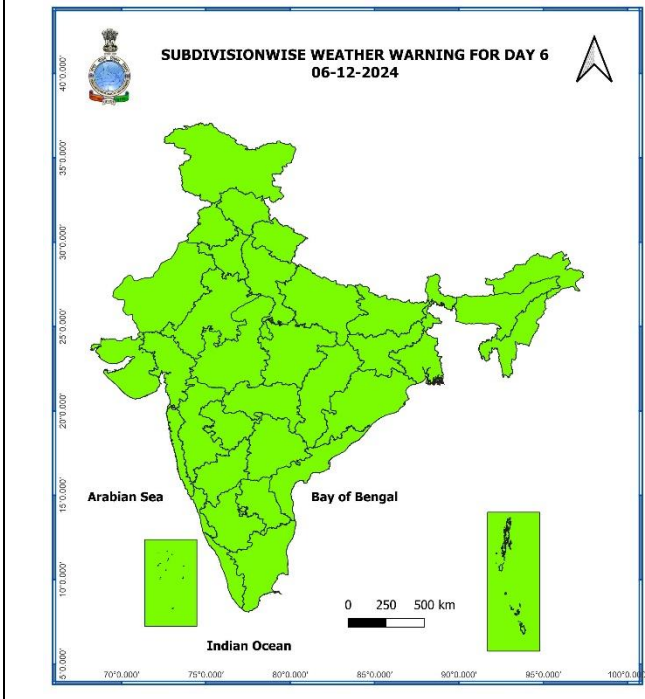 SUBDIVISIONWISE WEATHER WARNING FOR DAY 6
06-12-2024
40°0.000'
35°0.000'
30°0.000'
25°0.000'
20°0.000'
15°0.000'
10°0.000'
5°0.000'
Arabian Sea
Bay of Bengal
0 250 500 km
Indian Ocean
70°0.000' 75°0.000' 80°0.000' 85°0.000' 90°0.000' 95°0.000' 100°0.000'